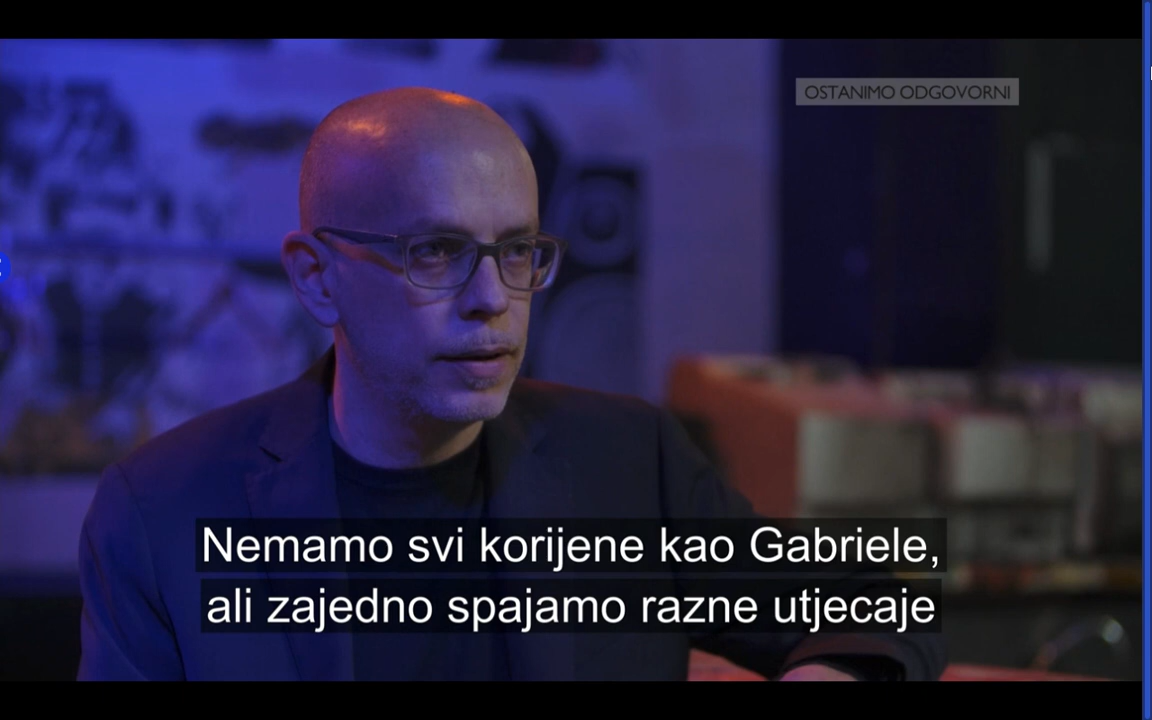 OSTANIMO ODGOVORNI
Nemamo svi korijene kao Gabriele,
ali zajedno spajamo razne utjecaje